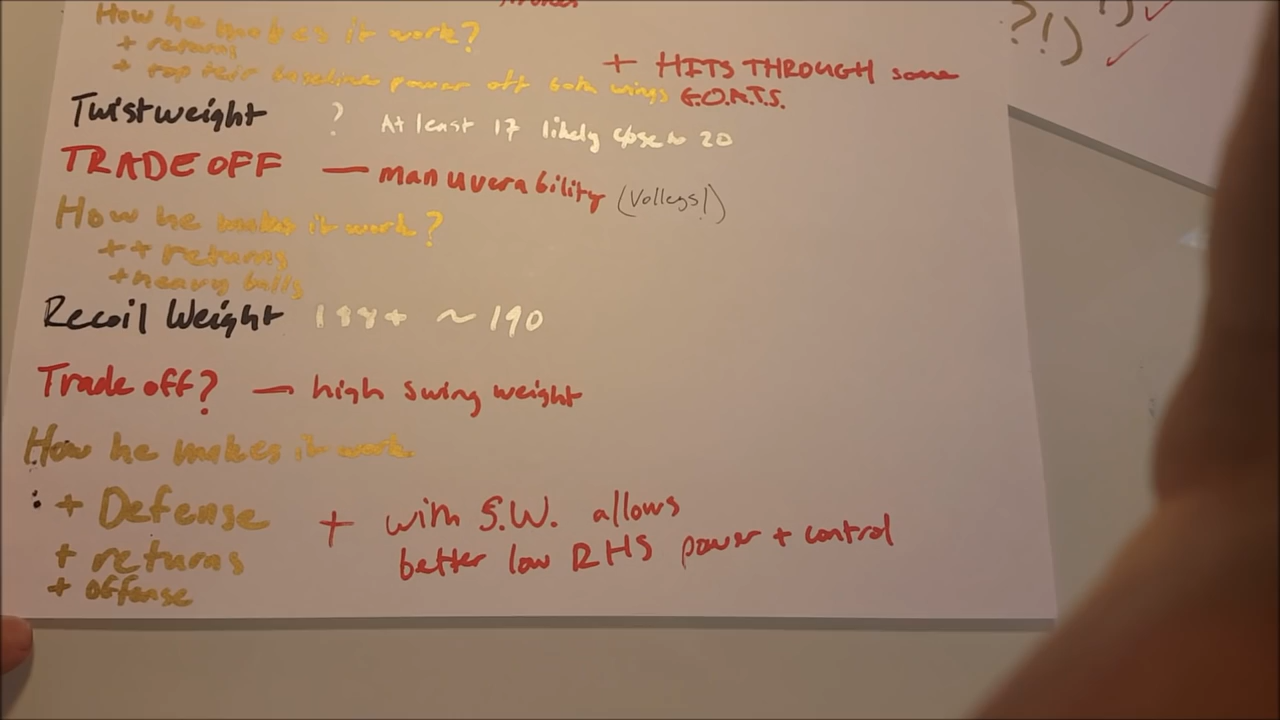 How he makes it work?
+ returns
+ top teir baseline power off both wings
+ HITS THROUGH some
G.O.A.T.S.
Twistweight ? At least 17 likely close to 20
TRADE OFF — manuverability (Volleys!)
How he makes it work?
++ returns
+ heavy balls
Recoil Weight 188+ ~ 190
Trade off? — high swing weight
How he makes it work
: + Defense
+ returns
+ offense
+ with S.W. allows
better low RHS power + control
?!)